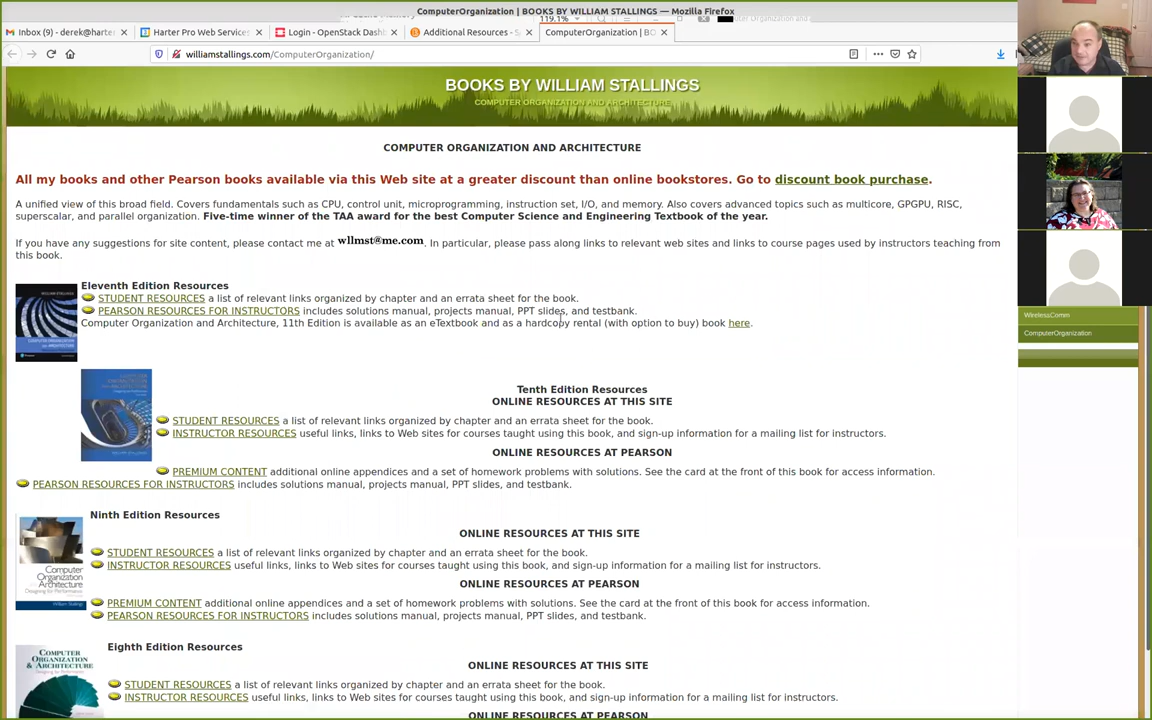 ComputerOrganization | BOOKS BY WILLIAM STALLINGS — Mozilla Firefox
119.1%
Inbox (9) - derek@harter
Harter Pro Web Services
Login - OpenStack Dash
Additional Resources - S
ComputerOrganization | BO
williamstallings.com/ComputerOrganization/
BOOKS BY WILLIAM STALLINGS
COMPUTER ORGANIZATION AND ARCHITECTURE
COMPUTER ORGANIZATION AND ARCHITECTURE
All my books and other Pearson books available via this Web site at a greater discount than online bookstores. Go to discount book purchase.
A unified view of this broad field. Covers fundamentals such as CPU, control unit, microprogramming, instruction set, I/O, and memory. Also covers advanced topics such as multicore, GPGPU, RISC,
superscalar, and parallel organization. Five-time winner of the TAA award for the best Computer Science and Engineering Textbook of the year.
If you have any suggestions for site content, please contact me at wllmst@me.com. In particular, please pass along links to relevant web sites and links to course pages used by instructors teaching from
this book.
Eleventh Edition Resources
STUDENT RESOURCES a list of relevant links organized by chapter and an errata sheet for the book.
PEARSON RESOURCES FOR INSTRUCTORS includes solutions manual, projects manual, PPT slides, and testbank.
Computer Organization and Architecture, 11th Edition is available as an eTextbook and as a hardcopy rental (with option to buy) book here.
WirelessComm
ComputerOrganization
Tenth Edition Resources
ONLINE RESOURCES AT THIS SITE
STUDENT RESOURCES a list of relevant links organized by chapter and an errata sheet for the book.
INSTRUCTOR RESOURCES useful links, links to Web sites for courses taught using this book, and sign-up information for a mailing list for instructors.
ONLINE RESOURCES AT PEARSON
PREMIUM CONTENT additional online appendices and a set of homework problems with solutions. See the card at the front of this book for access information.
PEARSON RESOURCES FOR INSTRUCTORS includes solutions manual, projects manual, PPT slides, and testbank.
Ninth Edition Resources
ONLINE RESOURCES AT THIS SITE
STUDENT RESOURCES a list of relevant links organized by chapter and an errata sheet for the book.
INSTRUCTOR RESOURCES useful links, links to Web sites for courses taught using this book, and sign-up information for a mailing list for instructors.
ONLINE RESOURCES AT PEARSON
PREMIUM CONTENT additional online appendices and a set of homework problems with solutions. See the card at the front of this book for access information.
PEARSON RESOURCES FOR INSTRUCTORS includes solutions manual, projects manual, PPT slides, and testbank.
Computer
Organization
Architecture
Eighth Edition Resources
COMPUTER
ORGANIZATION
& ARCHITECTURE
ONLINE RESOURCES AT THIS SITE
STUDENT RESOURCES a list of relevant links organized by chapter and an errata sheet for the book.
INSTRUCTOR RESOURCES useful links, links to Web sites for courses taught using this book, and sign-up information for a mailing list for instructors.
ONLINE RESOURCES AT PEARSON